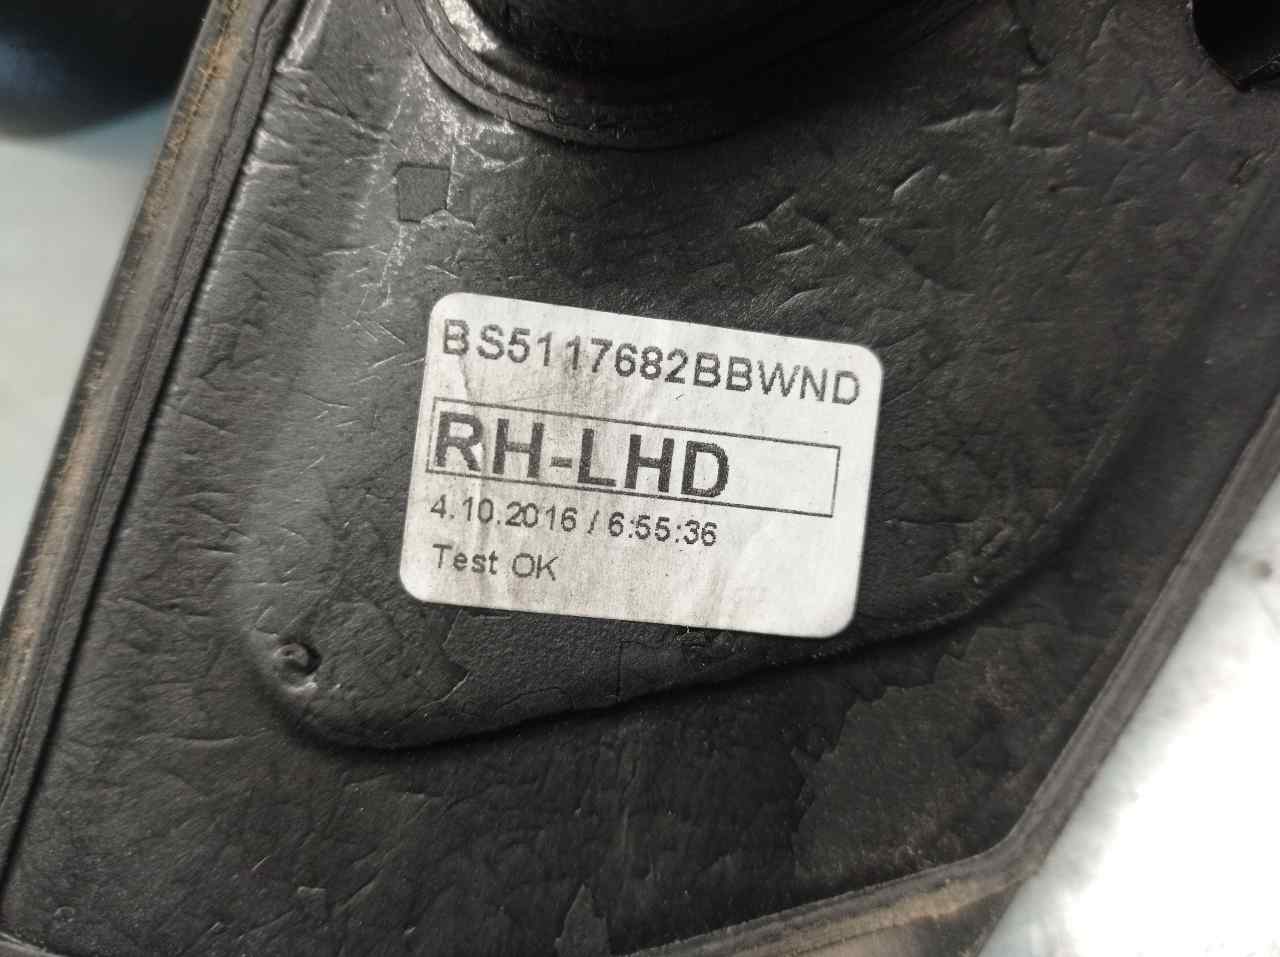 BS5117682BBWND
RH-LHD
4.10.2016 / 6:55:36
Test OK